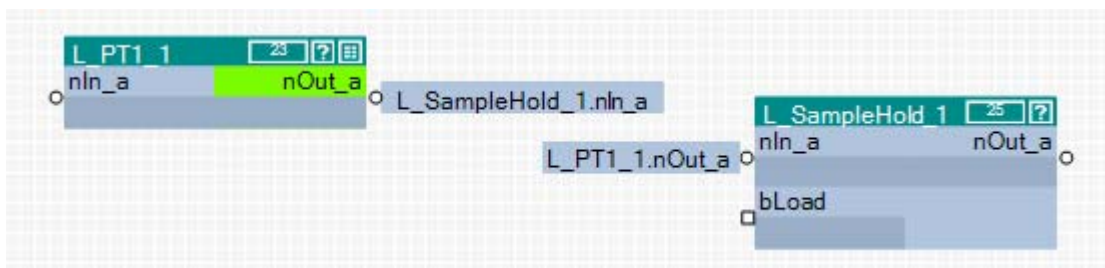 L_PT1_1 23 ?
nIn_a nOut_a
L_SampleHold_1.nIn_a
L_SampleHold_1 25 ?
L_PT1_1.nOut_a
nIn_a nOut_a
bLoad